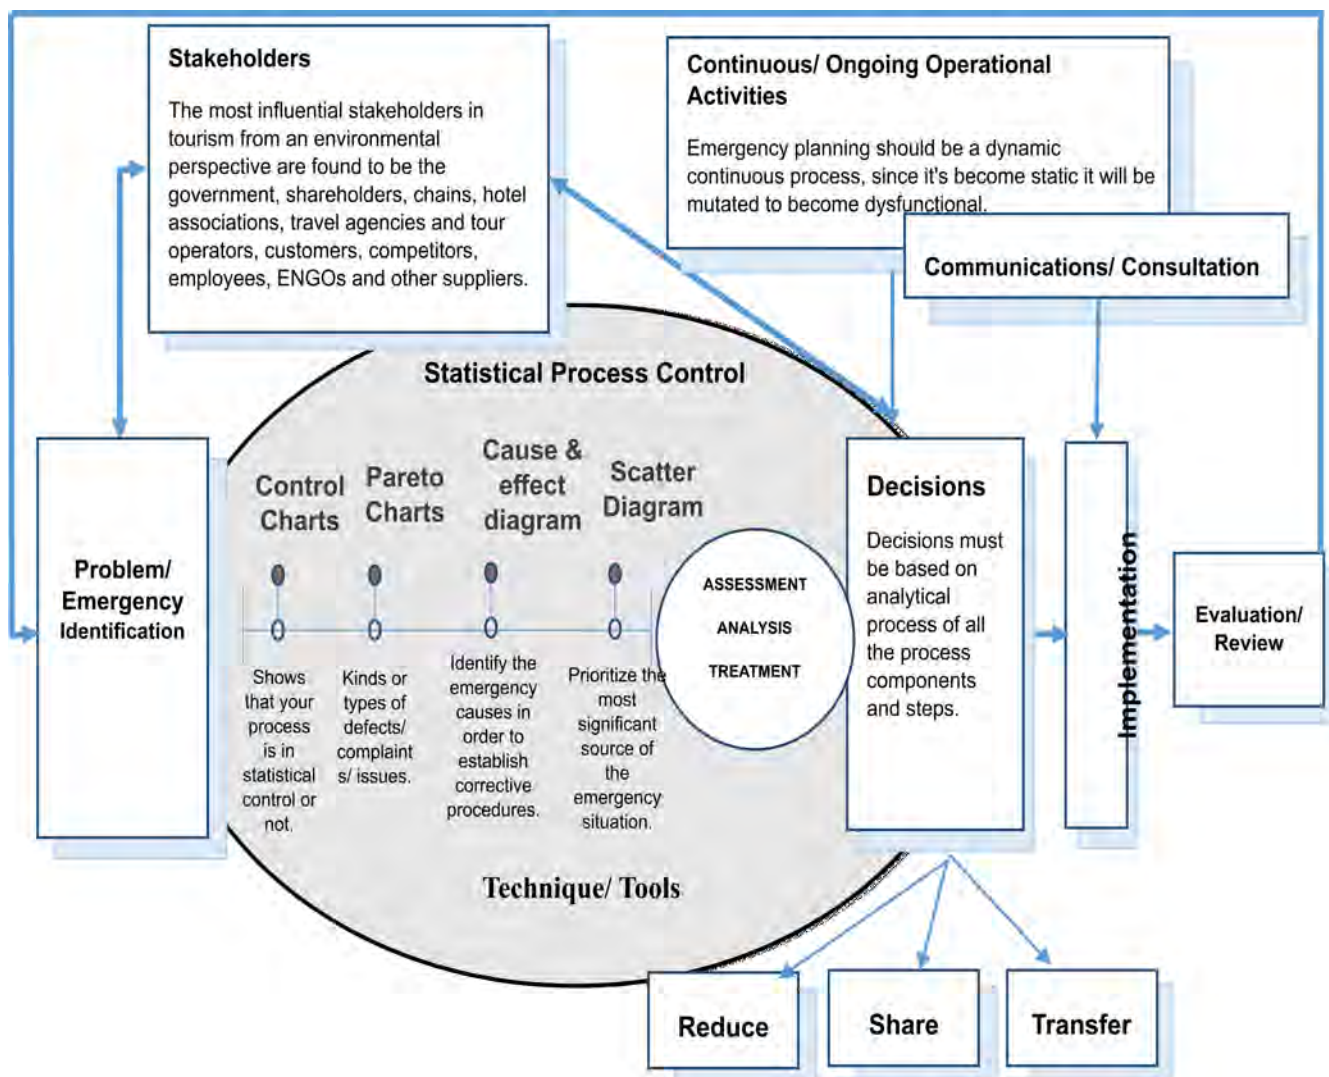 Stakeholders
The most influential stakeholders in
tourism from an environmental
perspective are found to be the
government, shareholders, chains, hotel
associations, travel agencies and tour
operators, customers, competitors,
employees, ENGOs and other suppliers.
Continuous/ Ongoing Operational
Activities
Emergency planning should be a dynamic
continuous process, since it's become static it will be
mutated to become dysfunctional.
Communications/ Consultation
Problem/
Emergency
Identification
Statistical Process Control
Control
Charts
Pareto
Charts
Cause &
effect
diagram
Scatter
Diagram
Shows
that your
process
is in
statistical
control or
not.
Kinds or
types of
defects/
complaint
s/ issues.
Identify the
emergency
causes in
order to
establish
corrective
procedures.
Prioritize the
most
significant
source of
the
emergency
situation.
Technique/ Tools
ASSESSMENT
ANALYSIS
TREATMENT
Decisions
Decisions must
be based on
analytical
process of all
the process
components
and steps.
Implementation
Evaluation/
Review
Reduce
Share
Transfer